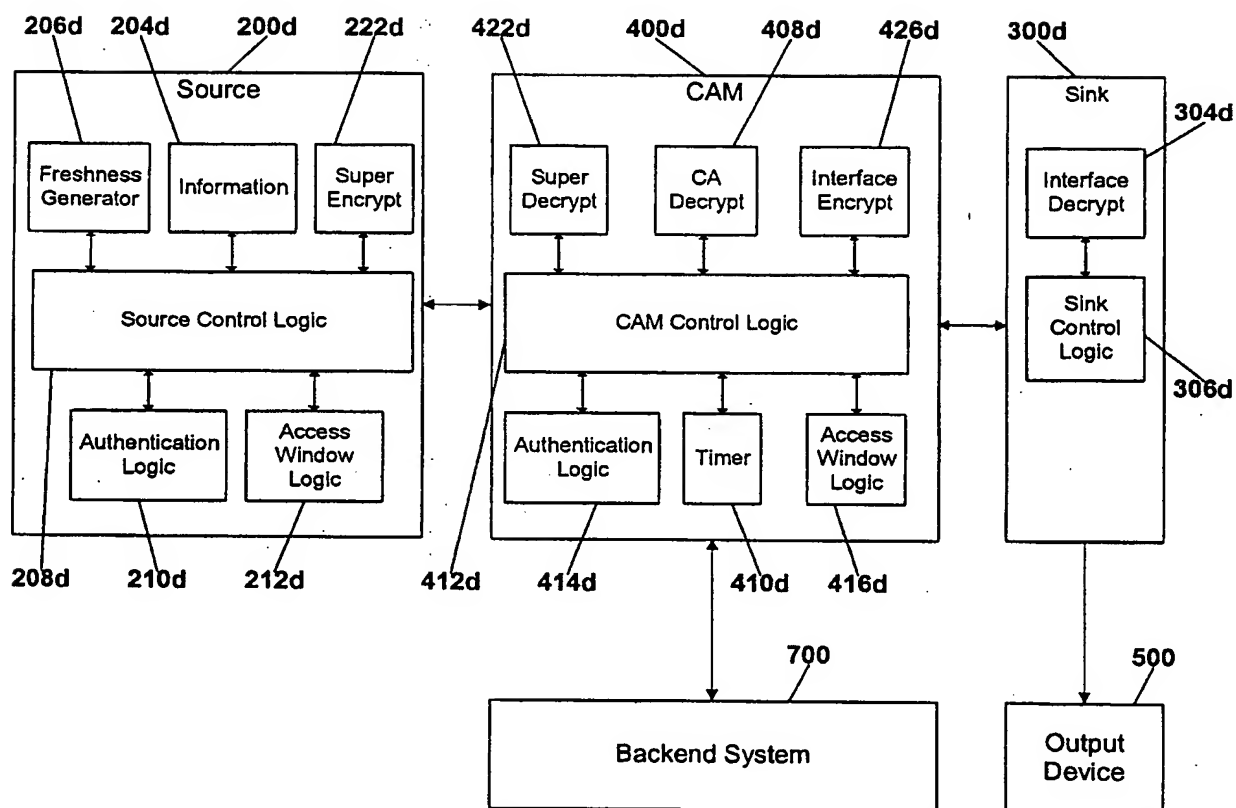 206d 204d 200d 222d 422d 400d 408d 426d 300d
Source
CAM
Sink
304d
Freshness
Generator
Information
Super
Encrypt
Super
Decrypt
CA
Decrypt
Interface
Encrypt
Interface
Decrypt
Source Control Logic
CAM Control Logic
Sink
Control
Logic
306d
Authentication
Logic
Access
Window
Logic
Authentication
Logic
Timer
Access
Window
Logic
208d 210d 212d 412d 414d 410d 416d
700
500
Backend System
Output
Device